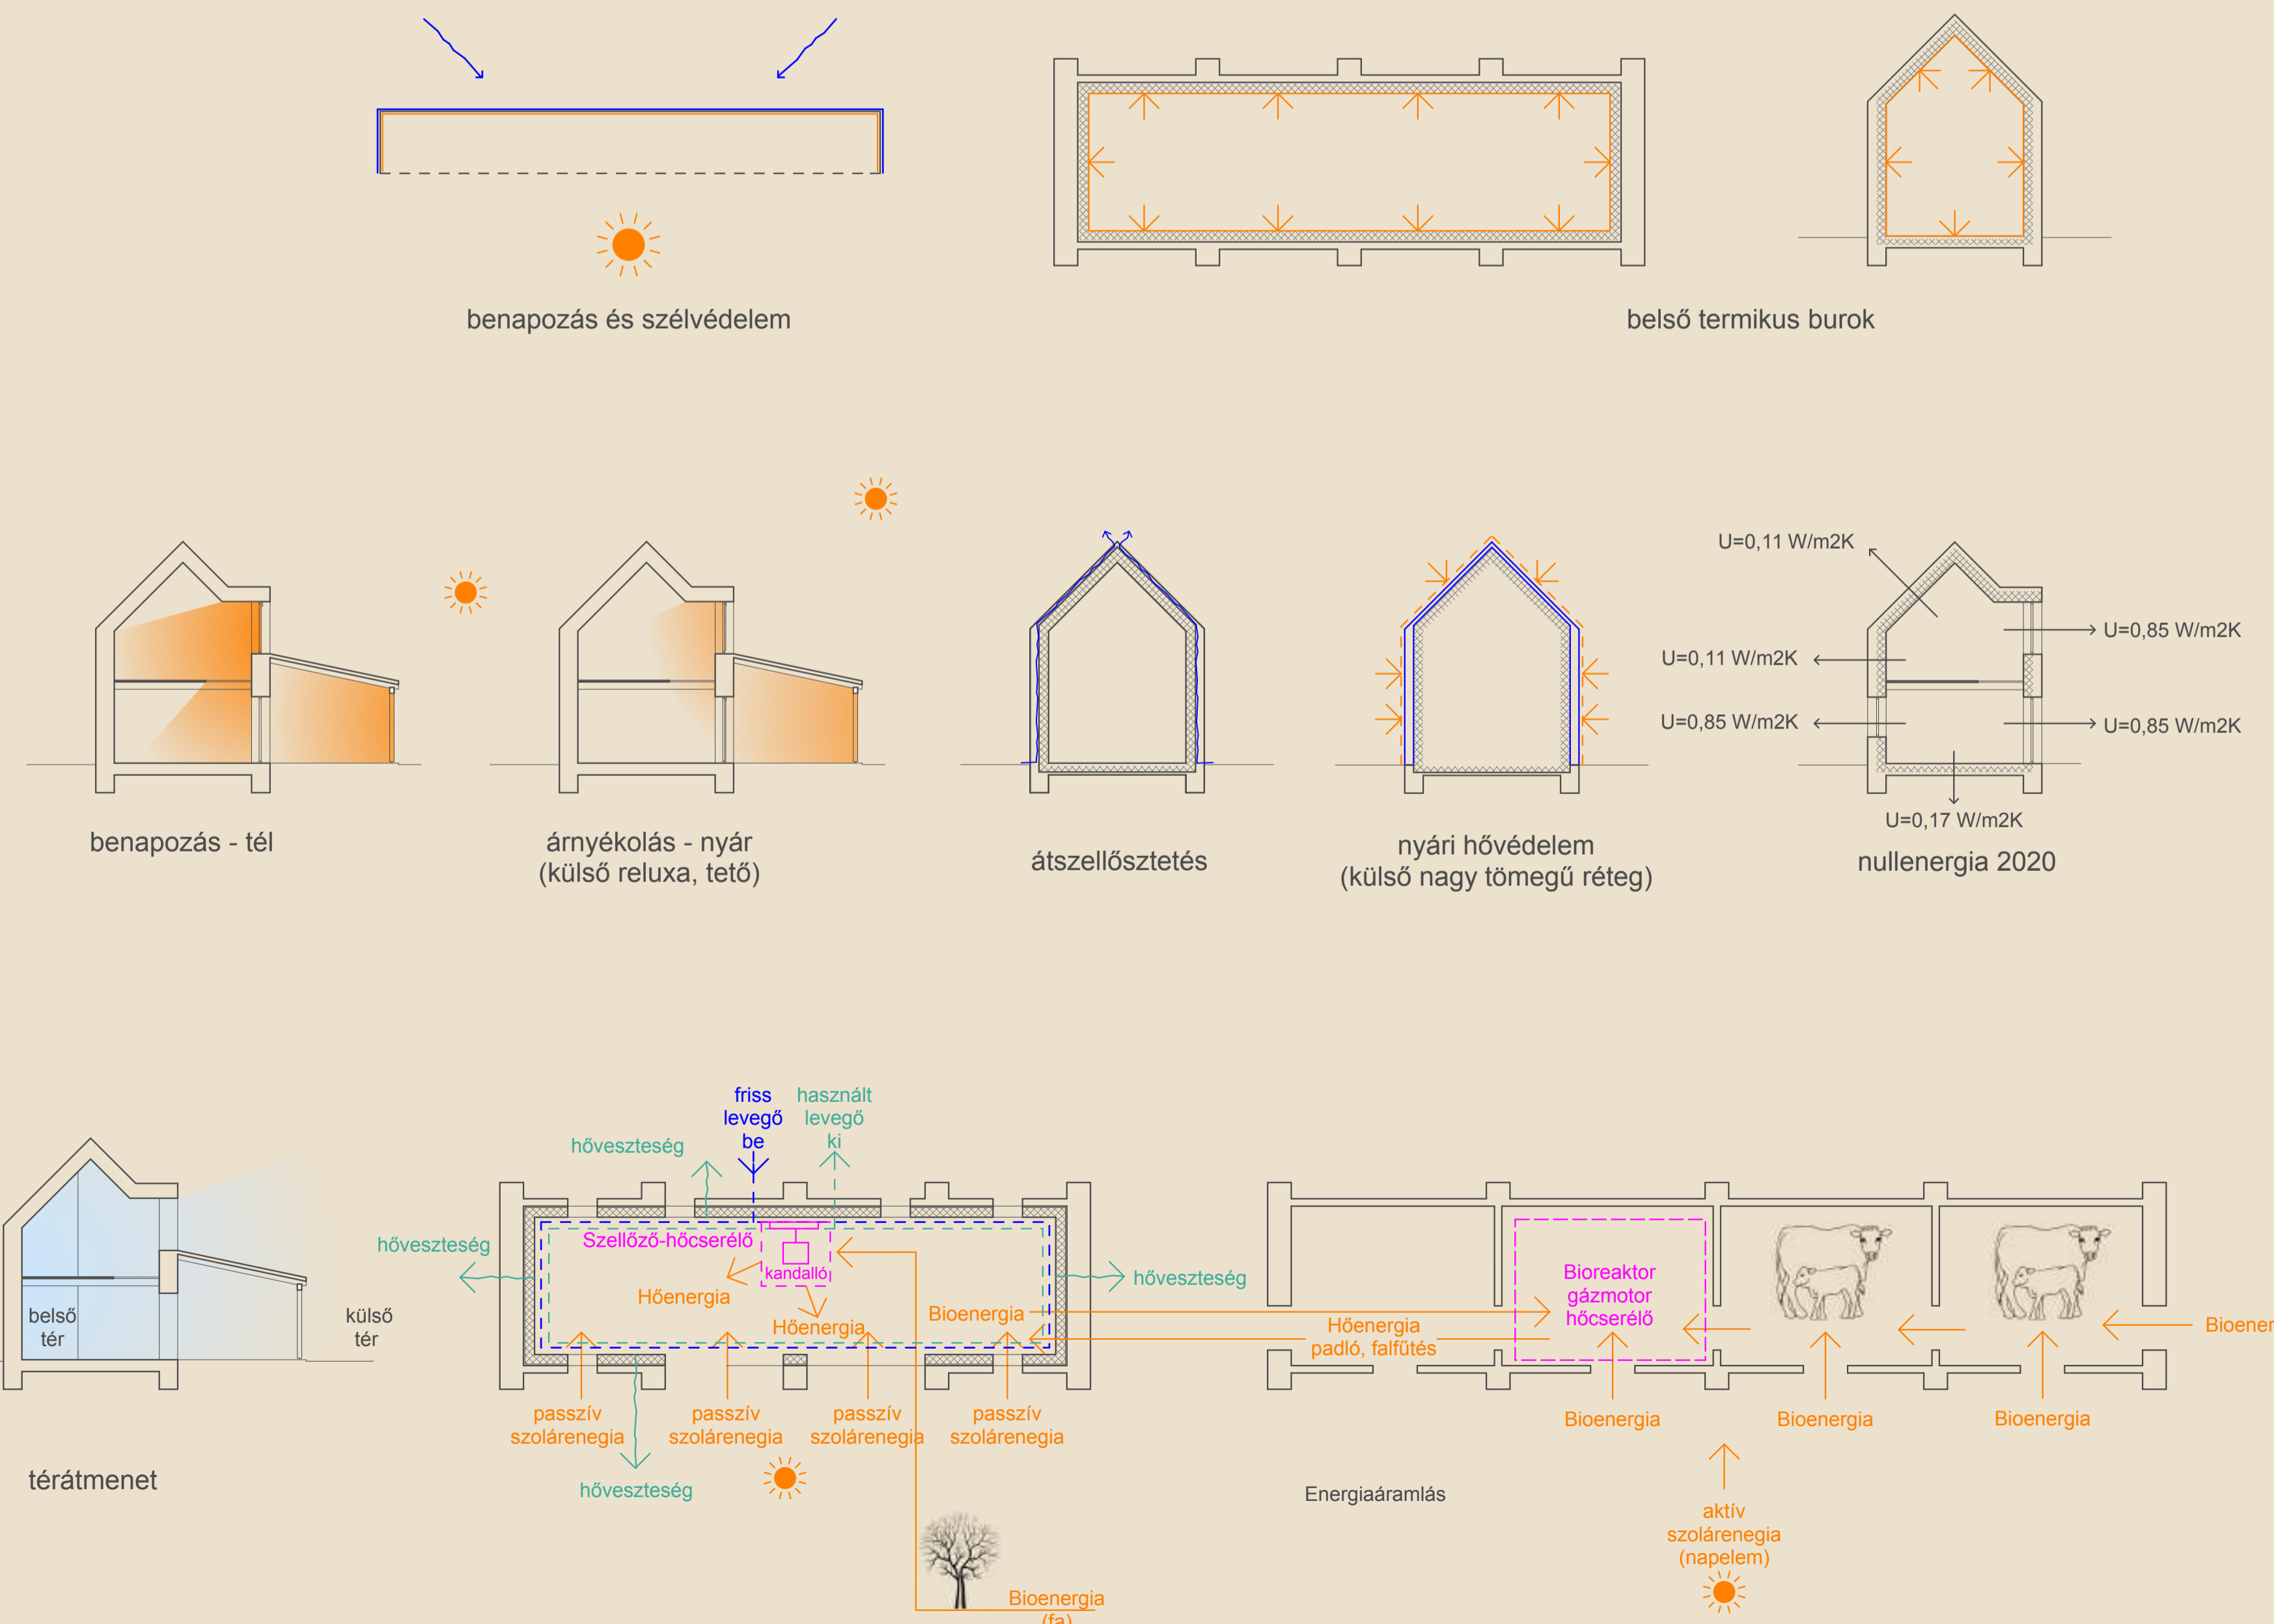 benapozás és szélvédelem
belső termikus burok
benapozás - tél
árnyékolás - nyár
(külső reluxa, tető)
átszellősztetés
nyári hővédelem
(külső nagy tömegű réteg)
U=0,11 W/m2K
U=0,85 W/m2K
U=0,11 W/m2K
U=0,85 W/m2K
U=0,85 W/m2K
U=0,17 W/m2K
nullenergia 2020
belső
tér
külső
tér
térátmenet
friss
levegő
be
használt
levegő
ki
hőveszteség
hőveszteség
Szellőző-hőcserélő
kandalló
hőveszteség
Hőenergia
Hőenergia
Bioenergia
passzív
szolárenegia
passzív
szolárenegia
passzív
szolárenegia
passzív
szolárenegia
hőveszteség
Bioenergia
(fa)
Hőenergia
padló, falfűtés
Bioreaktor
gázmotor
hőcserélő
Bioener
Bioenergia
Bioenergia
Bioenergia
Energiaáramlás
aktív
szolárenegia
(napelem)